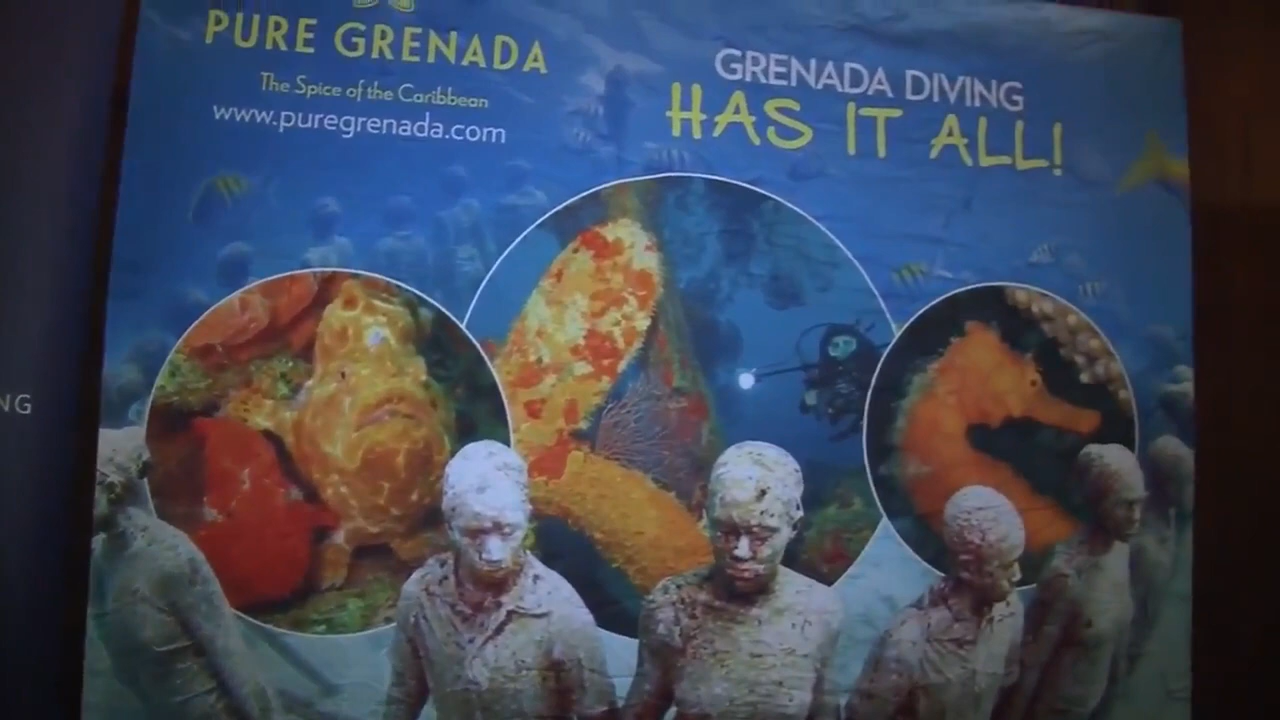 PURE GRENADA
The Spice of the Caribbean
www.puregrenada.com
GRENADA DIVING
HAS IT ALL!
NG